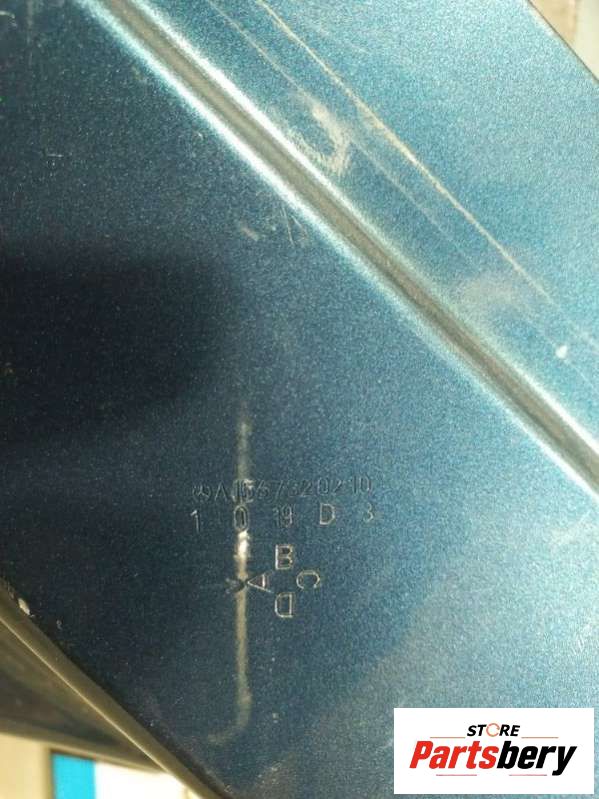 A1667320210
1 0 19 D 3
B
A C
D
STORE
Partsbery